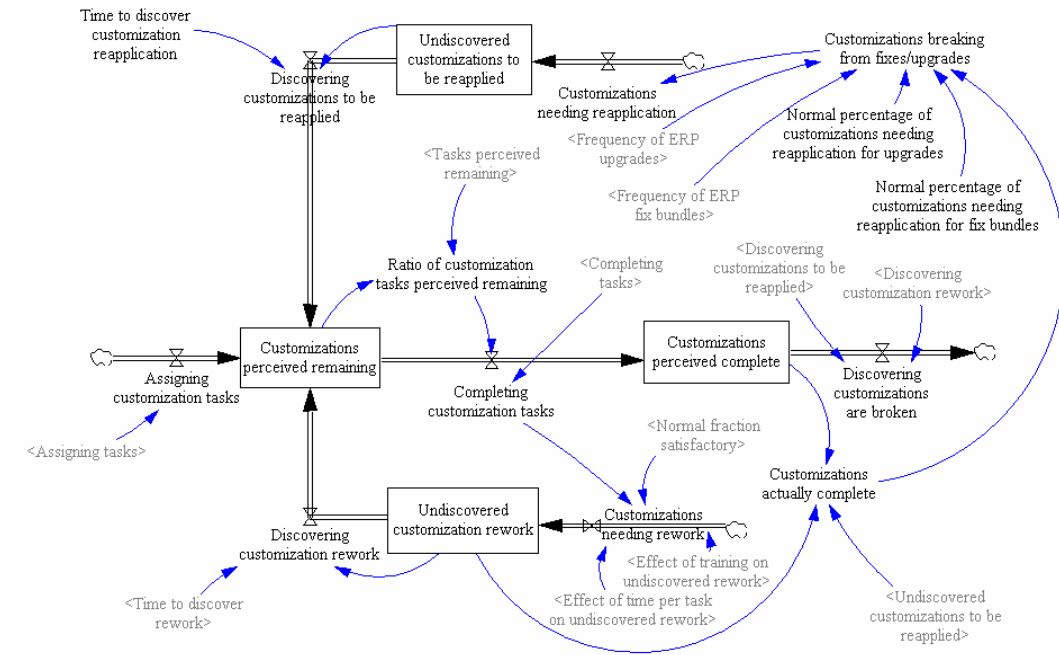 Time to discover
customization
reapplication
Undiscovered
customizations to
be reapplied
Customizations breaking
from fixes/upgrades
Discovering
customizations to be
reapplied
Customizations
needing reapplication
Normal percentage of
customizations needing
reapplication for upgrades
<Frequency of ERP
upgrades>
<Tasks perceived
remaining>
<Frequency of ERP
fix bundles>
Normal percentage of
customizations needing
reapplication for fix bundles
Ratio of customization
tasks perceived remaining
<Completing
tasks>
<Discovering
customizations to be
reapplied>
<Discovering
customization rework>
Customizations
perceived remaining
Customizations
perceived complete
Assigning
customization tasks
Completing
customization tasks
Discovering
customizations
are broken
<Assigning tasks>
<Normal fraction
satisfactory>
Customizations
actually complete
Undiscovered
customization rework
Customizations
needing rework
Discovering
customization rework
<Effect of training on
undiscovered rework>
<Time to discover
rework>
<Effect of time per task
on undiscovered rework>
<Undiscovered
customizations to be
reapplied>